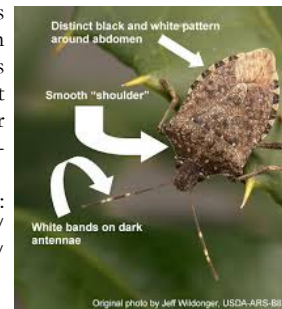 Distinct black and white pattern
around abdomen
Smooth “shoulder”
White bands on dark
antennae
Original photo by Jeff Wildonger, USDA-ARS-BII